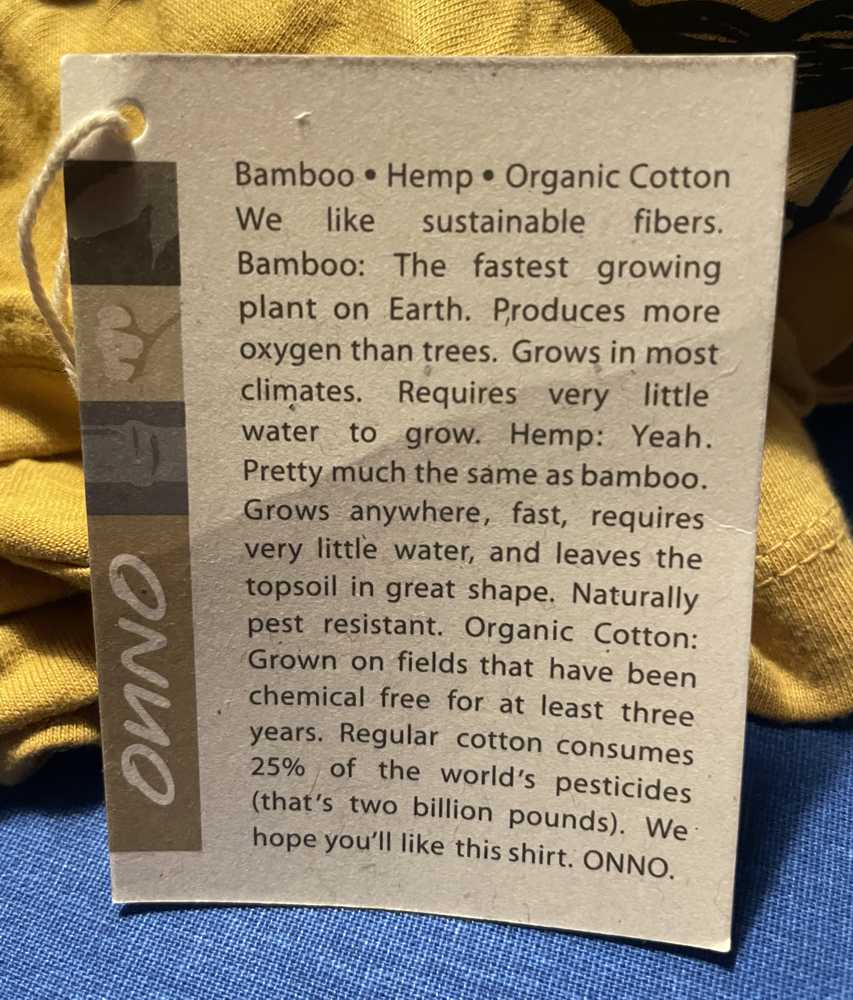 Bamboo • Hemp • Organic Cotton
We like sustainable fibers.
Bamboo: The fastest growing
plant on Earth. Produces more
oxygen than trees. Grows in most
climates. Requires very little
water to grow. Hemp: Yeah.
Pretty much the same as bamboo.
Grows anywhere, fast, requires
very little water, and leaves the
topsoil in great shape. Naturally
pest resistant. Organic Cotton:
Grown on fields that have been
chemical free for at least three
years. Regular cotton consumes
25% of the world's pesticides
(that's two billion pounds). We
hope you'll like this shirt. ONNO.
ONNO